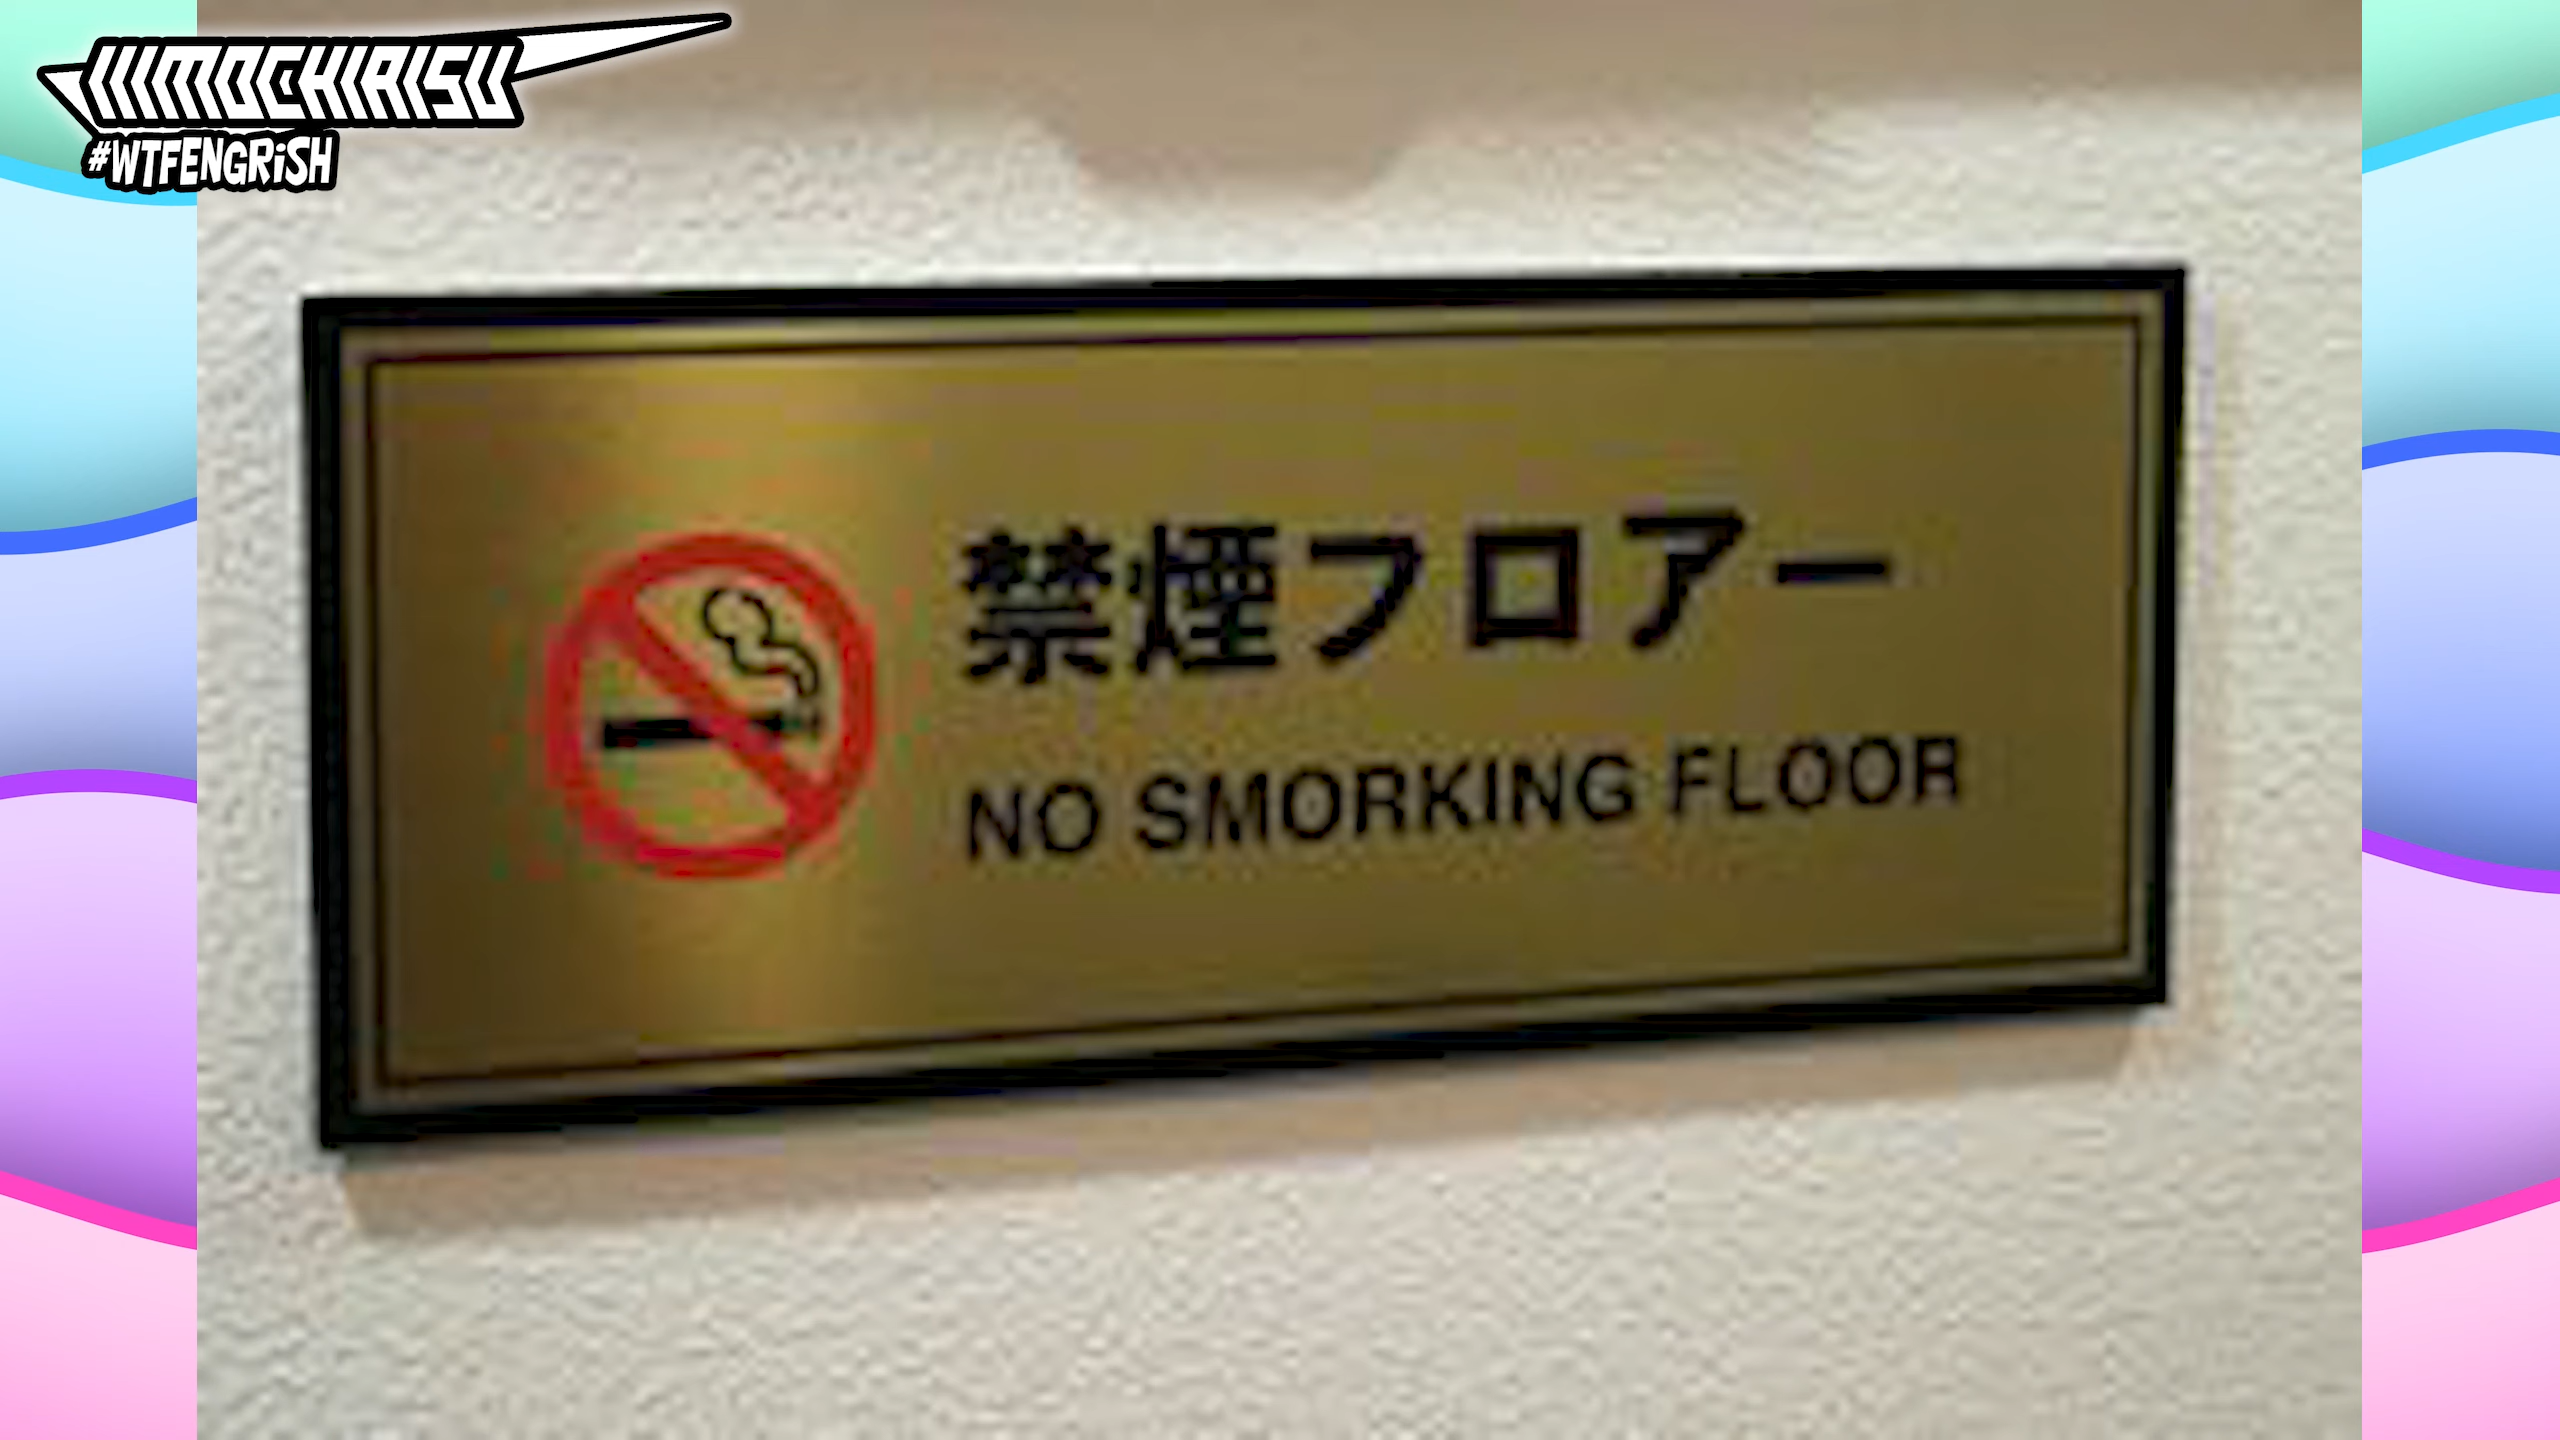 MOCHIRISU
#WTFENGRiSH
禁煙フロアー
NO SMORKING FLOOR